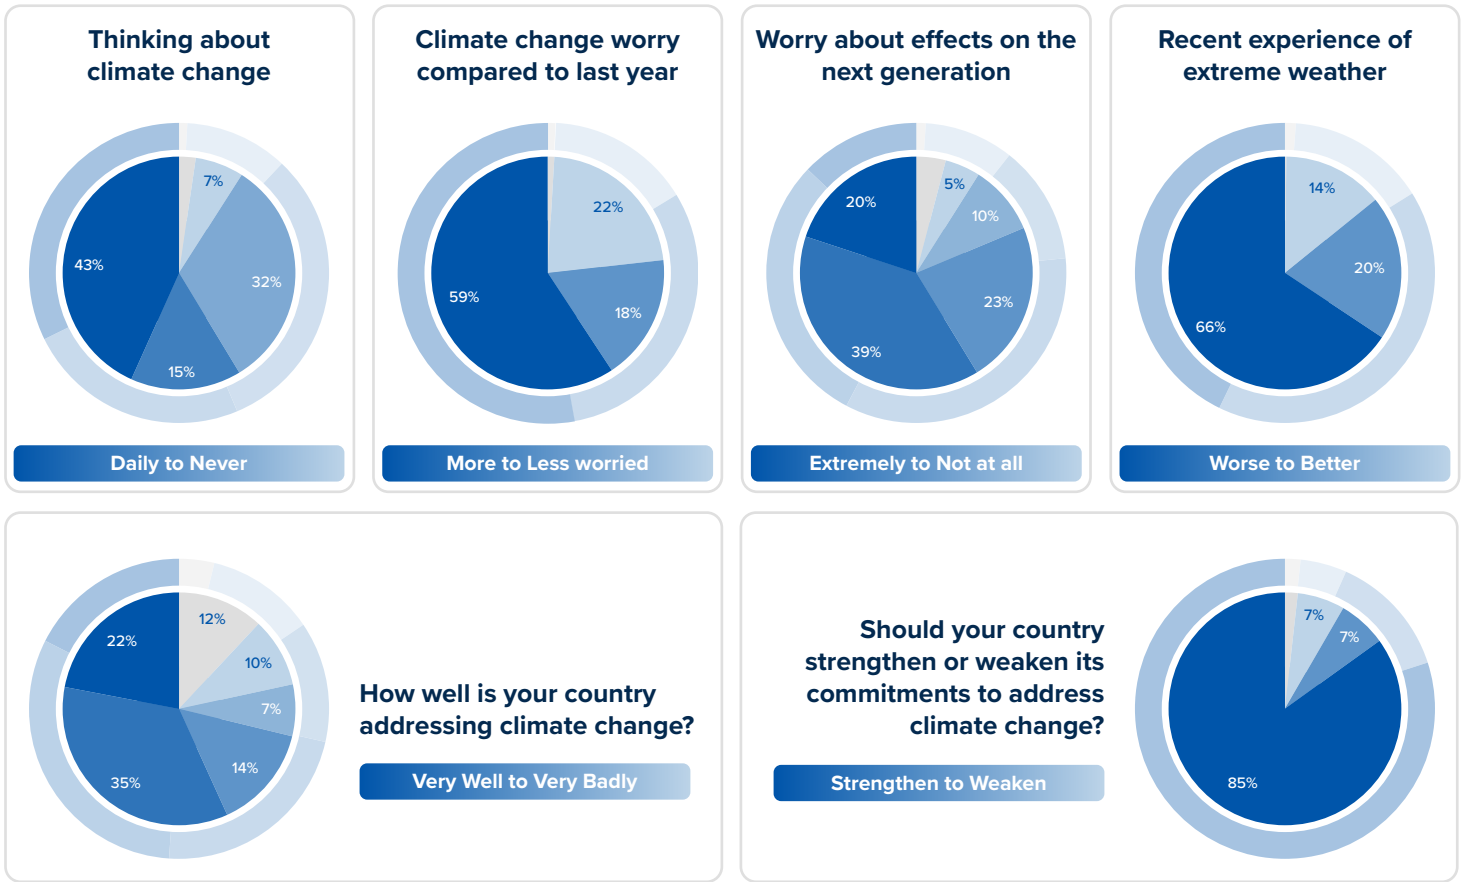 Thinking about
climate change
7%
32%
15%
43%
Daily to Never
Climate change worry
compared to last year
22%
18%
59%
More to Less worried
Worry about effects on the
next generation
5%
10%
23%
39%
20%
Extremely to Not at all
Recent experience of
extreme weather
14%
20%
66%
Worse to Better
12%
10%
7%
14%
35%
22%
How well is your country
addressing climate change?
Very Well to Very Badly
Should your country
strengthen or weaken its
commitments to address
climate change?
Strengthen to Weaken
7%
7%
85%